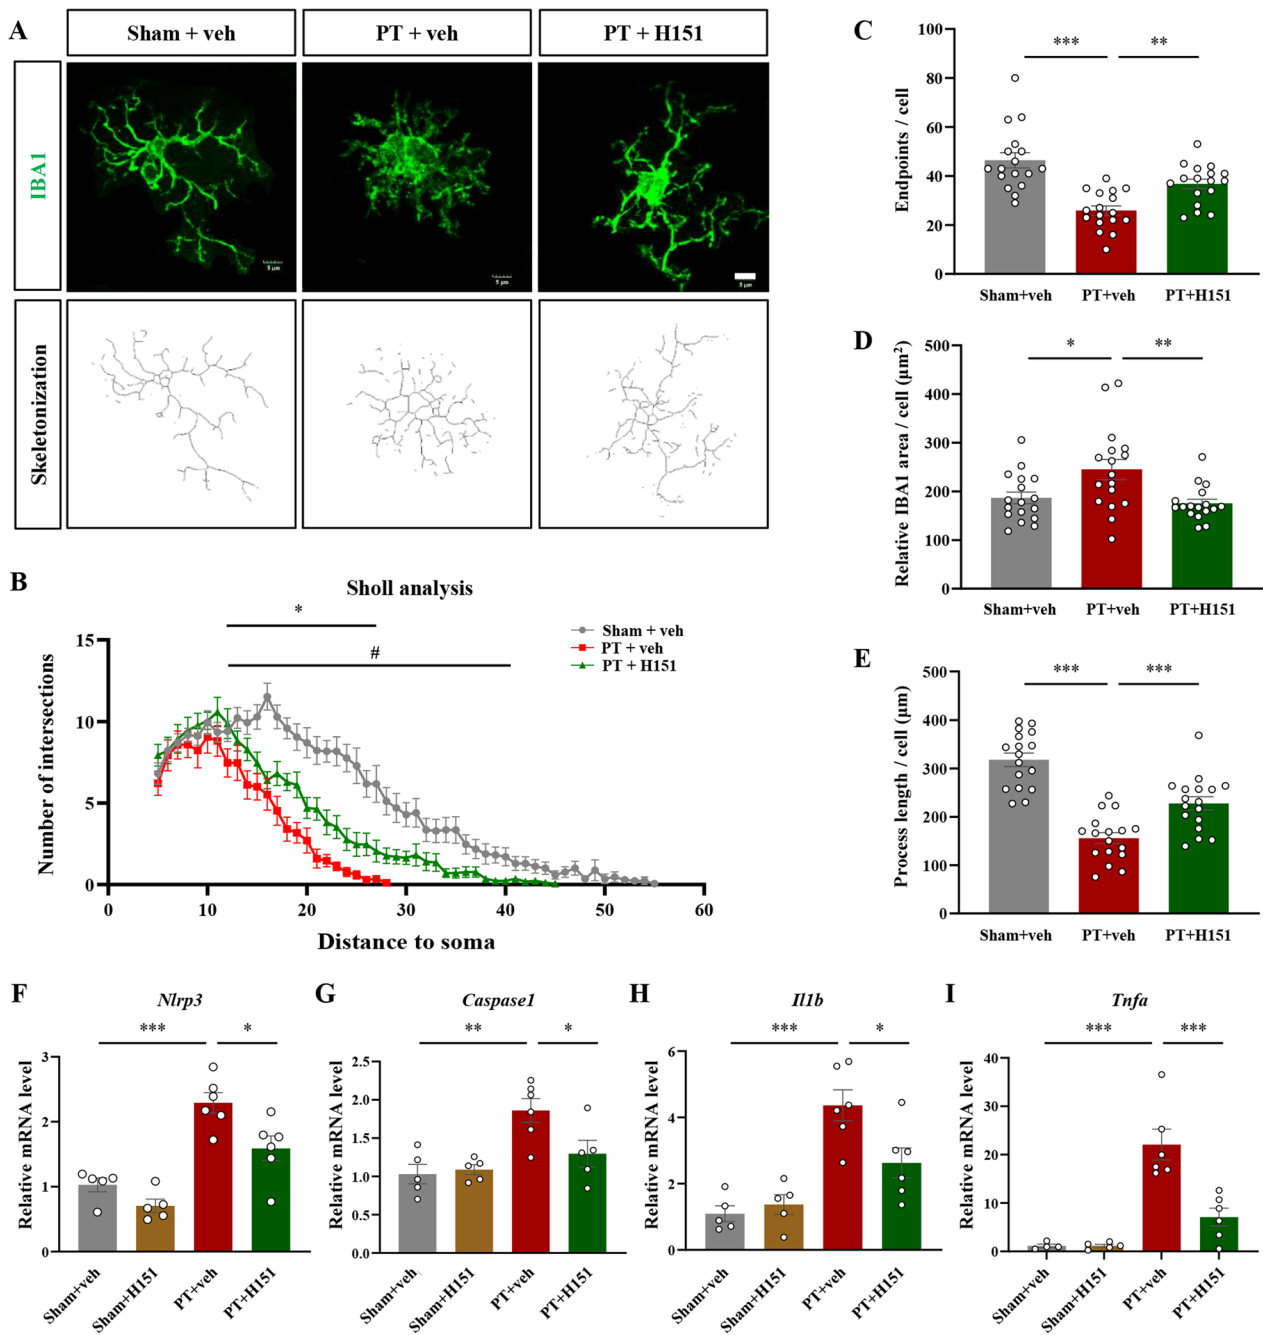 A
Sham + veh
PT + veh
PT + H151
IBA1
5 μm
5 μm
5 μm
Skeletonization
B
Sholl analysis
*
#
Sham + veh
PT + veh
PT + H151
Number of intersections
15
10
5
0
0 10 20 30 40 50 60
Distance to soma
C
*** **
Endpoints / cell
100
80
60
40
20
0
Sham+veh PT+veh PT+H151
D
* **
Relative IBA1 area / cell (μm²)
500
400
300
200
100
0
Sham+veh PT+veh PT+H151
E
*** ***
Process length / cell (μm)
500
400
300
200
100
0
Sham+veh PT+veh PT+H151
F
Nlrp3
*** *
Relative mRNA level
3
2
1
0
Sham+veh
Sham+H151
PT+veh
PT+H151
G
Caspase1
** *
Relative mRNA level
2.5
2.0
1.5
1.0
0.5
0.0
Sham+veh
Sham+H151
PT+veh
PT+H151
H
Il1b
*** *
Relative mRNA level
6
4
2
0
Sham+veh
Sham+H151
PT+veh
PT+H151
I
Tnfa
*** ***
Relative mRNA level
40
30
20
10
0
Sham+veh
Sham+H151
PT+veh
PT+H151